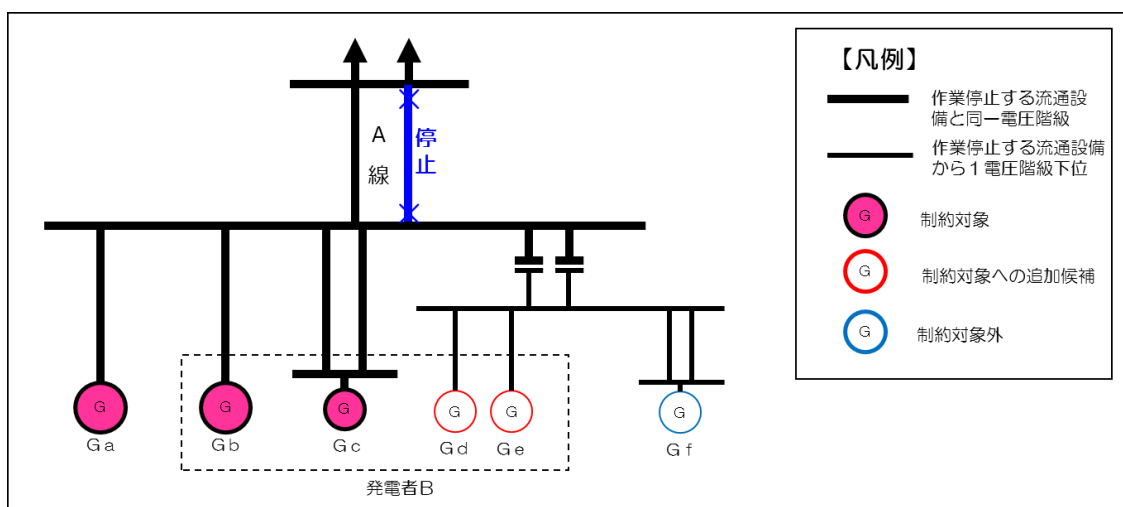 A
線
停
止
G
G
G
G
G
G
Ga
Gb
Gc
Gd
Ge
Gf
発電者B
【凡例】
作業停止する流通設
備と同一電圧階級
作業停止する流通設備
から1電圧階級下位
G
制約対象
G
制約対象への追加候補
G
制約対象外